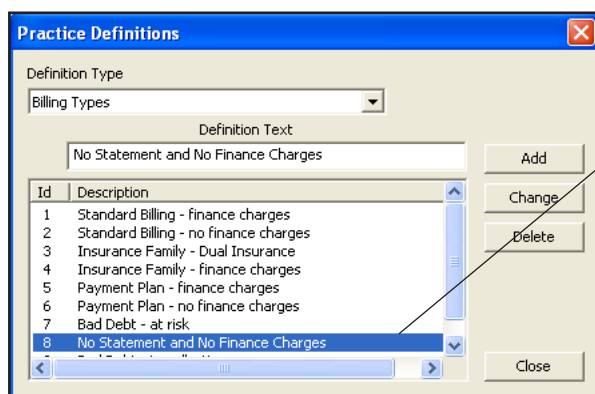 Practice Definitions
Definition Type
Billing Types
Definition Text
No Statement and No Finance Charges
Add
Id Description
Change
1 Standard Billing - finance charges
2 Standard Billing - no finance charges
Delete
3 Insurance Family - Dual Insurance
4 Insurance Family - finance charges
5 Payment Plan - finance charges
6 Payment Plan - no finance charges
7 Bad Debt - at risk
8 No Statement and No Finance Charges
Close